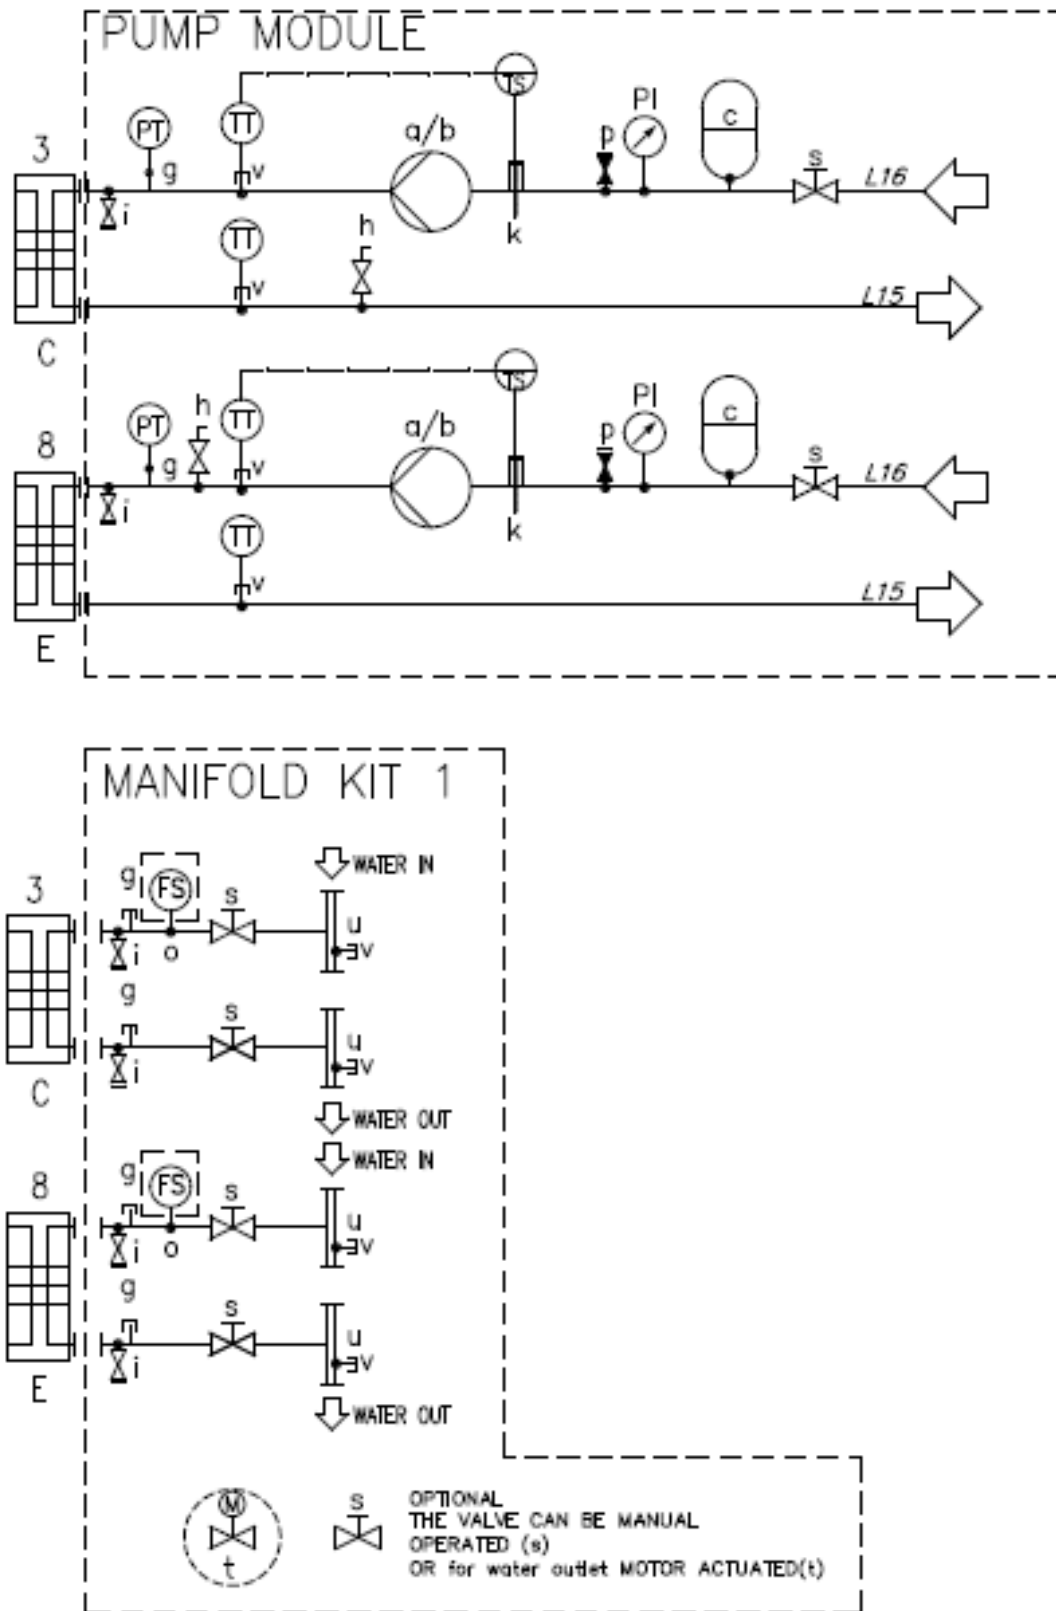 PUMP MODULE
TS
PT
TT
a/b
p
PI
c
s
3
g
v
L16
i
k
TT
h
v
L15
C
TS
PT
h
TT
a/b
p
PI
c
s
8
g
v
L16
i
k
TT
v
L15
E
MANIFOLD KIT 1
WATER IN
3
g
FS
s
u
i
o
v
g
s
u
i
v
C
WATER OUT
WATER IN
8
g
FS
s
u
i
o
v
g
s
u
i
v
E
WATER OUT
M
t
s
OPTIONAL
THE VALVE CAN BE MANUAL
OPERATED (s)
OR for water outlet MOTOR ACTUATED(t)